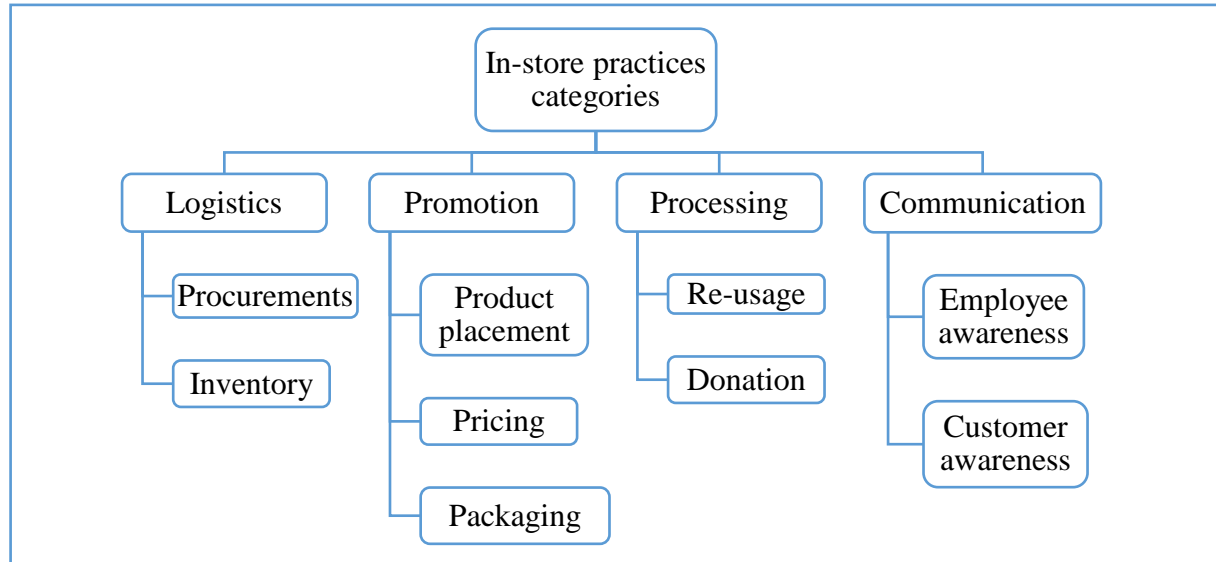 In-store practices
categories
Logistics
Promotion
Processing
Communication
Procurements
Inventory
Product
placement
Pricing
Packaging
Re-usage
Donation
Employee
awareness
Customer
awareness